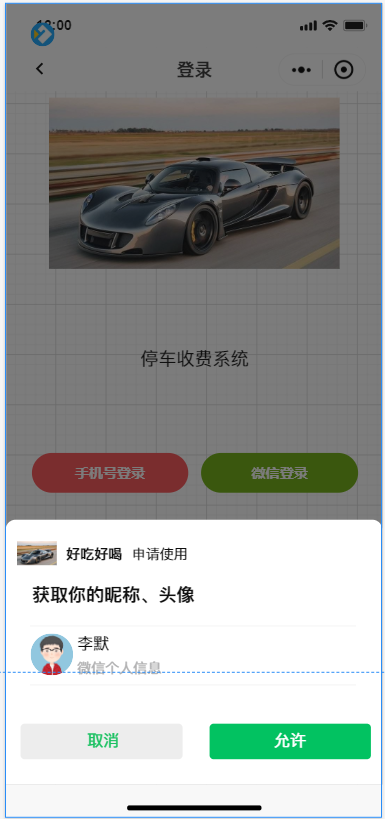 18:00
登录
停车收费系统
手机号登录 微信登录
好吃好喝 申请使用
获取你的昵称、头像
李默
微信个人信息
取消 允许